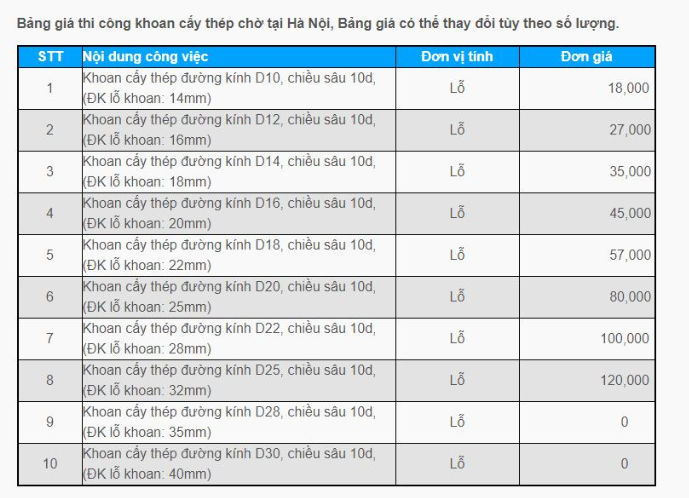 Bảng giá thi công khoan cấy thép chờ tại Hà Nội, Bảng giá có thể thay đổi tùy theo số lượng.
STT Nội dung công việc Đơn vị tính Đơn giá
1 Khoan cấy thép đường kính D10, chiều sâu 10d, Lỗ 18,000
(ĐK lỗ khoan: 14mm)
2 Khoan cấy thép đường kính D12, chiều sâu 10d, Lỗ 27,000
(ĐK lỗ khoan: 16mm)
3 Khoan cấy thép đường kính D14, chiều sâu 10d, Lỗ 35,000
(ĐK lỗ khoan: 18mm)
4 Khoan cấy thép đường kính D16, chiều sâu 10d, Lỗ 45,000
(ĐK lỗ khoan: 20mm)
5 Khoan cấy thép đường kính D18, chiều sâu 10d, Lỗ 57,000
(ĐK lỗ khoan: 22mm)
6 Khoan cấy thép đường kính D20, chiều sâu 10d, Lỗ 80,000
(ĐK lỗ khoan: 25mm)
7 Khoan cấy thép đường kính D22, chiều sâu 10d, Lỗ 100,000
(ĐK lỗ khoan: 28mm)
8 Khoan cấy thép đường kính D25, chiều sâu 10d, Lỗ 120,000
(ĐK lỗ khoan: 32mm)
9 Khoan cấy thép đường kính D28, chiều sâu 10d, Lỗ 0
(ĐK lỗ khoan: 35mm)
10 Khoan cấy thép đường kính D30, chiều sâu 10d, Lỗ 0
(ĐK lỗ khoan: 40mm)